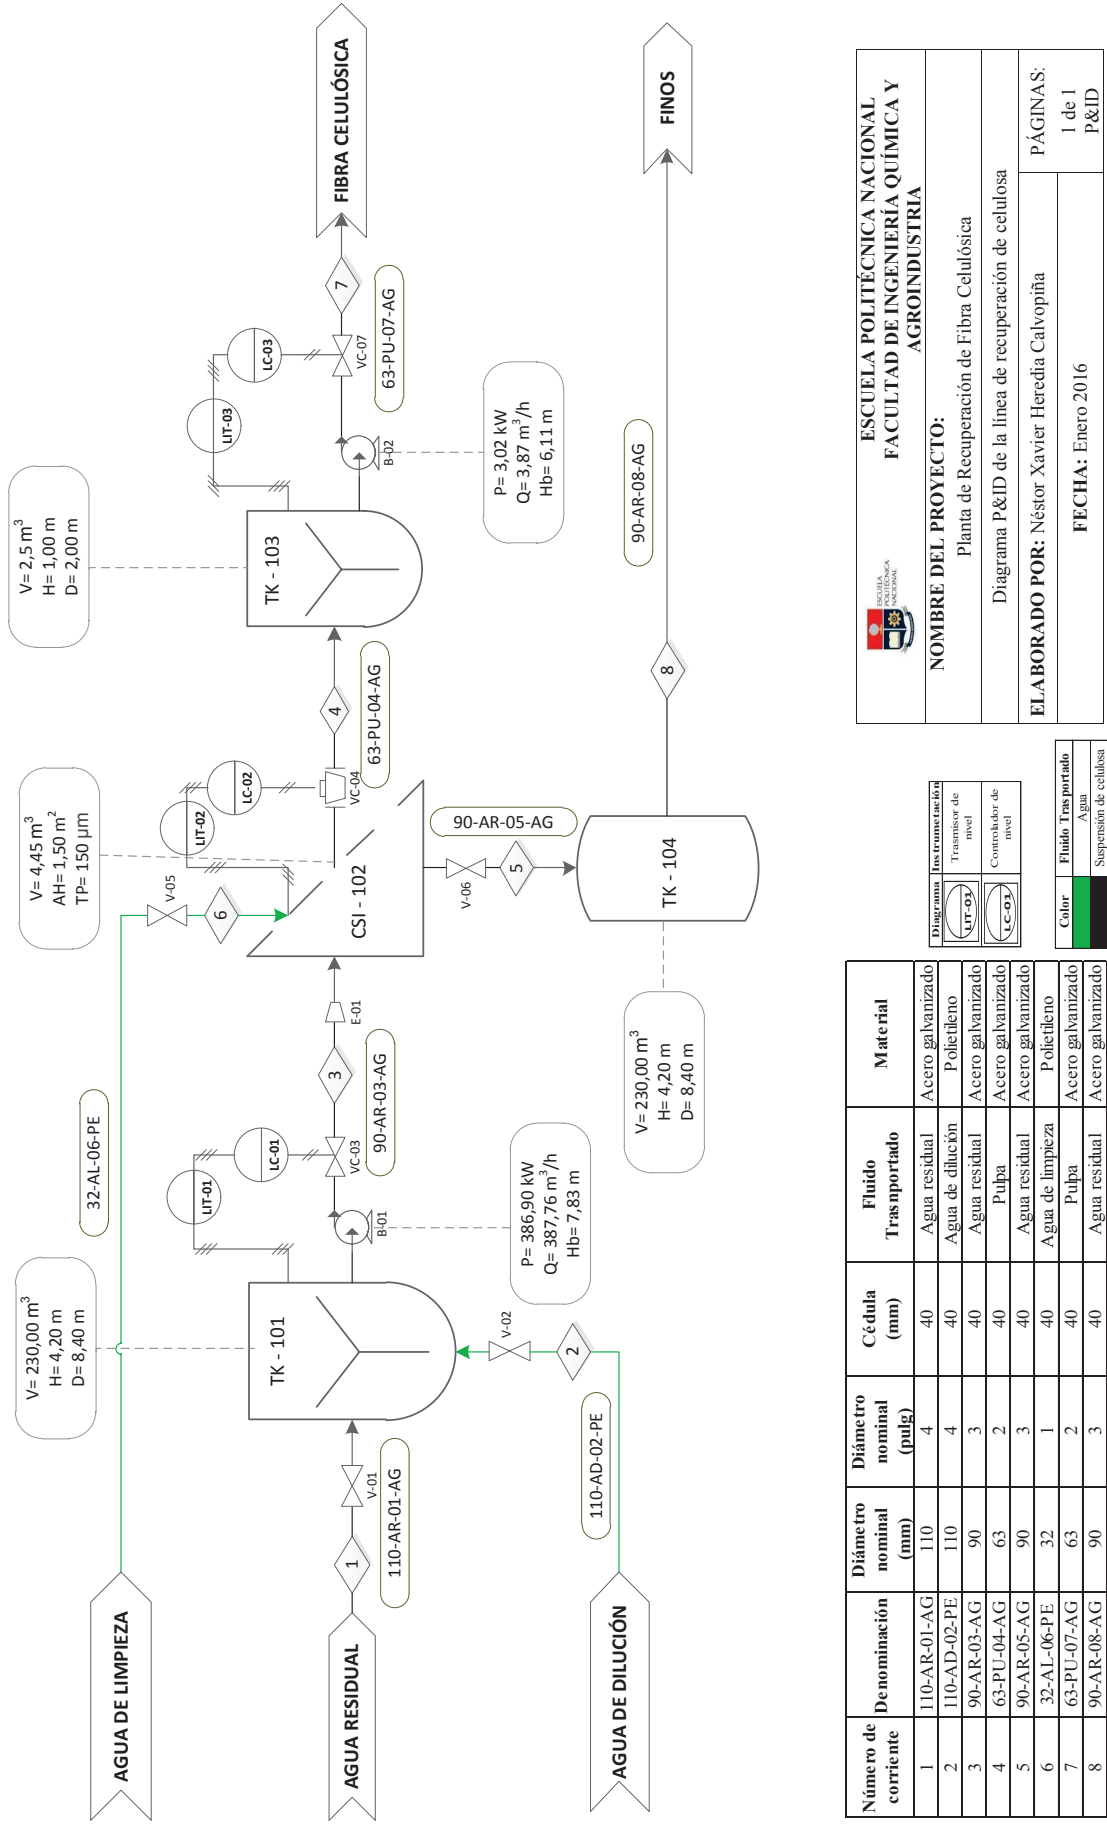 AGUA DE LIMPIEZA
AGUA RESIDUAL
AGUA DE DILUCIÓN
FIBRA CELULÓSICA
FINOS
32-AL-06-PE
V= 230,00 m³
H= 4,20 m
D= 8,40 m
V= 4,45 m³
AH= 1,50 m²
TP= 150 µm
V= 2,5 m³
H= 1,00 m
D= 2,00 m
1
V-01
110-AR-01-AG
2
V-02
110-AD-02-PE
TK - 101
LIT-01
LC-01
B-01
VC-03
3
90-AR-03-AG
E-01
P= 386,90 kW
Q= 387,76 m³/h
Hb= 7,83 m
V-05
6
CSI - 102
LIT-02
LC-02
VC-04
4
63-PU-04-AG
V-06
5
90-AR-05-AG
TK - 103
LIT-03
LC-03
B-02
VC-07
7
63-PU-07-AG
P= 3,02 kW
Q= 3,87 m³/h
Hb= 6,11 m
TK - 104
V= 230,00 m³
H= 4,20 m
D= 8,40 m
8
90-AR-08-AG
Número de corriente Denominación Diámetro nominal (mm) Diámetro nominal (pulg) Cédula (mm) Fluido Trasnportado Material
1 110-AR-01-AG 110 4 40 Agua residual Acero galvanizado
2 110-AD-02-PE 110 4 40 Agua de dilución Polietileno
3 90-AR-03-AG 90 3 40 Agua residual Acero galvanizado
4 63-PU-04-AG 63 2 40 Pulpa Acero galvanizado
5 90-AR-05-AG 90 3 40 Agua residual Acero galvanizado
6 32-AL-06-PE 32 1 40 Agua de limpieza Polietileno
7 63-PU-07-AG 63 2 40 Pulpa Acero galvanizado
8 90-AR-08-AG 90 3 40 Agua residual Acero galvanizado
Diagrama Instrumetación
LIT-01 Trasmisor de nivel
LC-01 Controlador de nivel
Color Fluido Trasportado
Agua
Suspensión de celulosa
ESCUELA
POLITÉCNICA
NACIONAL
ESCUELA POLITÉCNICA NACIONAL
FACULTAD DE INGENIERÍA QUÍMICA Y
AGROINDUSTRIA
NOMBRE DEL PROYECTO:
Planta de Recuperación de Fibra Celulósica
Diagrama P&ID de la línea de recuperación de celulosa
ELABORADO POR: Néstor Xavier Heredia Calvopiña
FECHA: Enero 2016
PÁGINAS:
1 de 1
P&ID